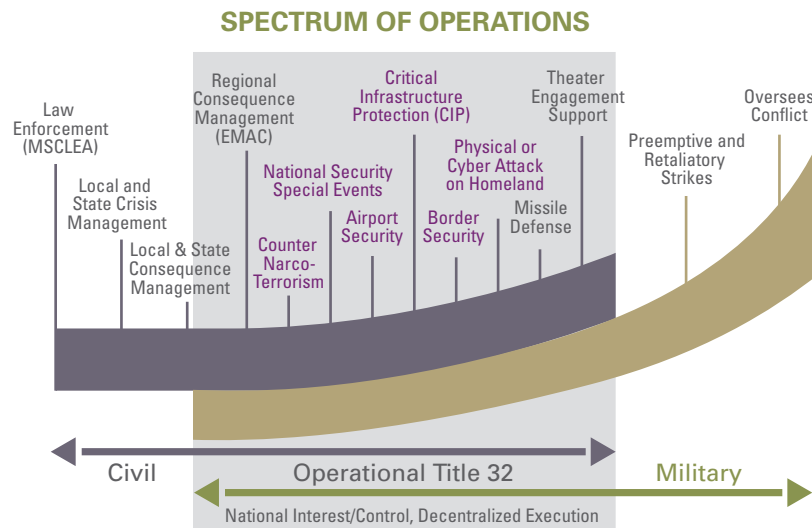 SPECTRUM OF OPERATIONS
Law
Enforcement
(MSCLEA)
Local and
State Crisis
Management
Local & State
Consequence
Management
Regional
Consequence
Management
(EMAC)
Counter
Narco-
Terrorism
National Security
Special Events
Airport
Security
Critical
Infrastructure
Protection (CIP)
Border
Security
Physical or
Cyber Attack
on Homeland
Missile
Defense
Theater
Engagement
Support
Preemptive and
Retaliatory
Strikes
Oversees
Conflict
Civil
Operational Title 32
Military
National Interest/Control, Decentralized Execution